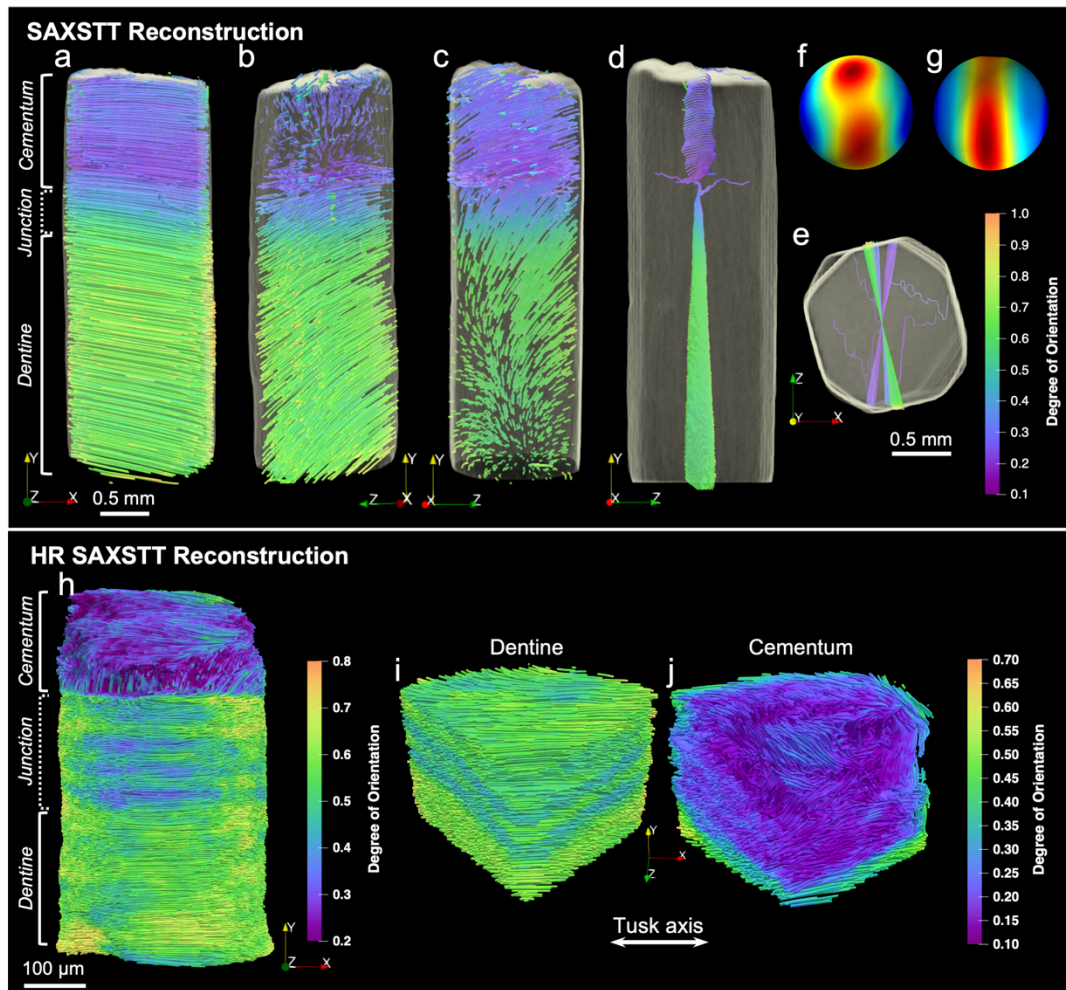 SAXSTT Reconstruction
a
b
c
d
f
g
Cementum
Junction
Dentine
e
1.0
0.9
0.8
0.7
0.6
0.5
0.4
0.3
0.2
0.1
Degree of Orientation
Y
Z
X
0.5 mm
Y
Z
X
Y
X
Z
Y
X
Z
Z
Y
X
0.5 mm
HR SAXSTT Reconstruction
h
Cementum
Junction
Dentine
0.8
0.7
0.6
0.5
0.4
0.3
0.2
Degree of Orientation
Y
Z
X
100 µm
Dentine
Cementum
i
j
Y
X
Z
Tusk axis
0.70
0.65
0.60
0.55
0.50
0.45
0.40
0.35
0.30
0.25
0.20
0.15
0.10
Degree of Orientation